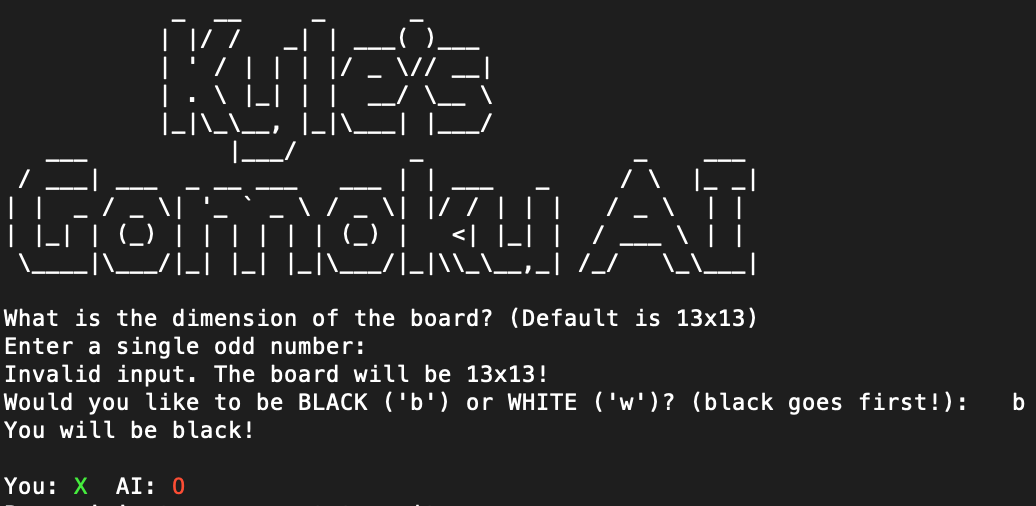 Kyle's
Gomoku AI
What is the dimension of the board? (Default is 13x13)
Enter a single odd number:
Invalid input. The board will be 13x13!
Would you like to be BLACK ('b') or WHITE ('w')? (black goes first!): b
You will be black!
You: X AI: O